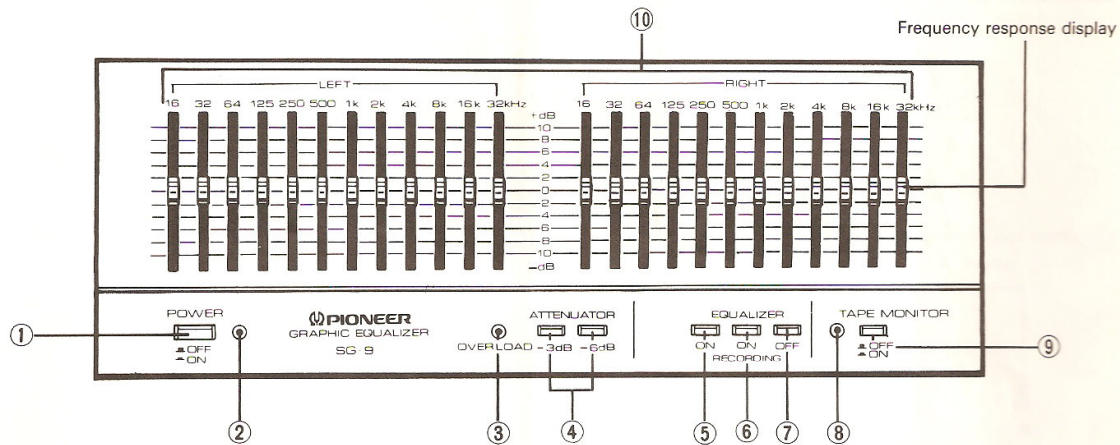 ⑩
Frequency response display
LEFT RIGHT
16 32 64 125 250 500 1k 2k 4k 8k 16k 32kHz 16 32 64 125 250 500 1k 2k 4k 8k 16k 32kHz
+dB
10
8
6
4
2
0
2
4
6
8
10
−dB
① POWER
OFF
ON
②
PIONEER
GRAPHIC EQUALIZER
SG-9
OVERLOAD
③
ATTENUATOR
−3dB −6dB
④
EQUALIZER
ON ON OFF
RECORDING
⑤ ⑥ ⑦
TAPE MONITOR
OFF
ON
⑧
⑨